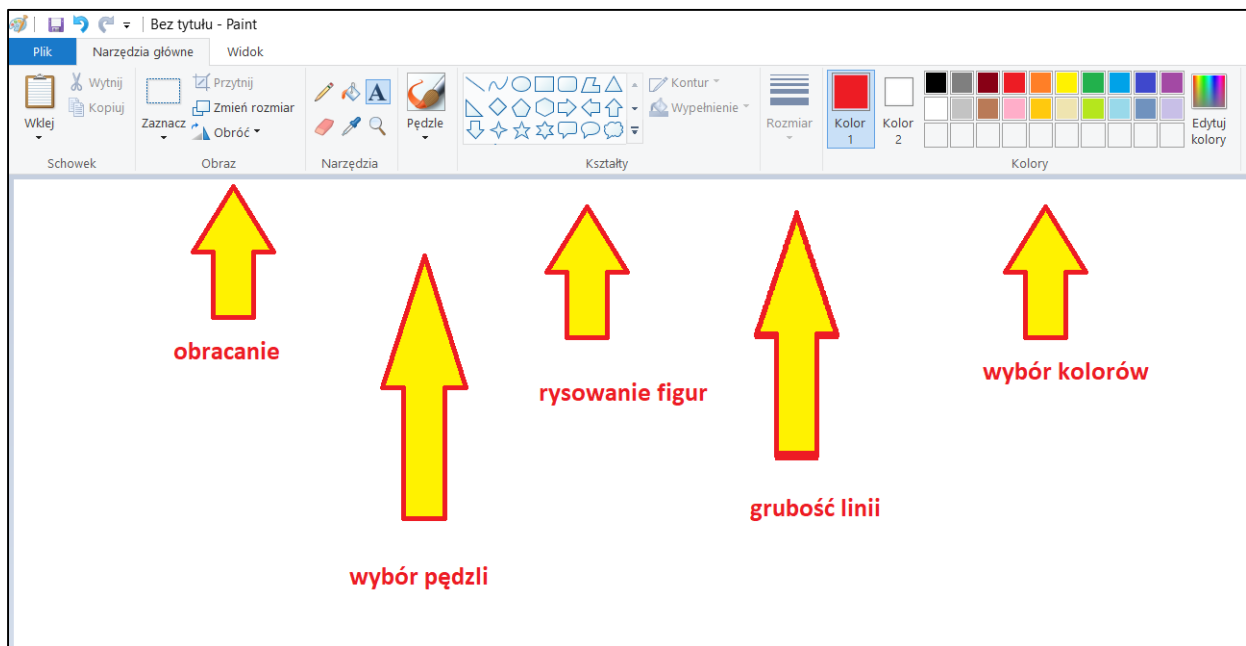 Bez tytułu - Paint
Plik Narzędzia główne Widok
Wklej
Wytnij
Kopiuj
Schowek
Zaznacz
Przytnij
Zmień rozmiar
Obróć
Obraz
A
Narzędzia
Pędzle
Kontur
Wypełnienie
Kształty
Rozmiar
Kolor
1
Kolor
2
Edytuj
kolory
Kolory
obracanie
wybór pędzli
rysowanie figur
grubość linii
wybór kolorów